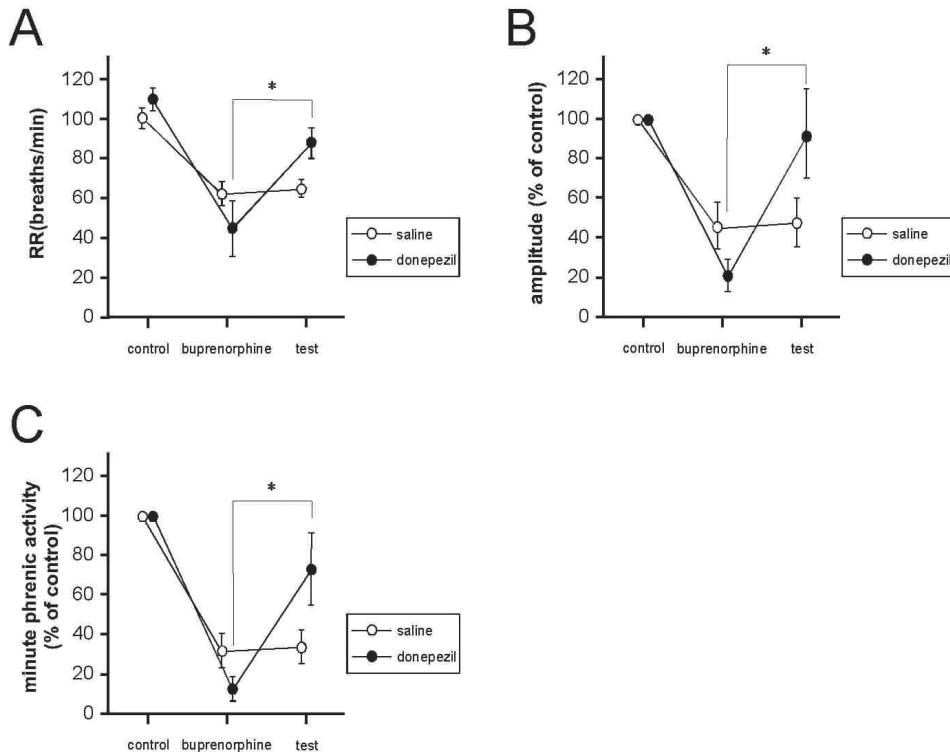 A
RR(breaths/min)
120
100
80
60
40
20
0
*
control buprenorphine test
saline
donepezil
B
amplitude (% of control)
120
100
80
60
40
20
0
*
control buprenorphine test
saline
donepezil
C
minute phrenic activity
(% of control)
120
100
80
60
40
20
0
*
control buprenorphine test
saline
donepezil